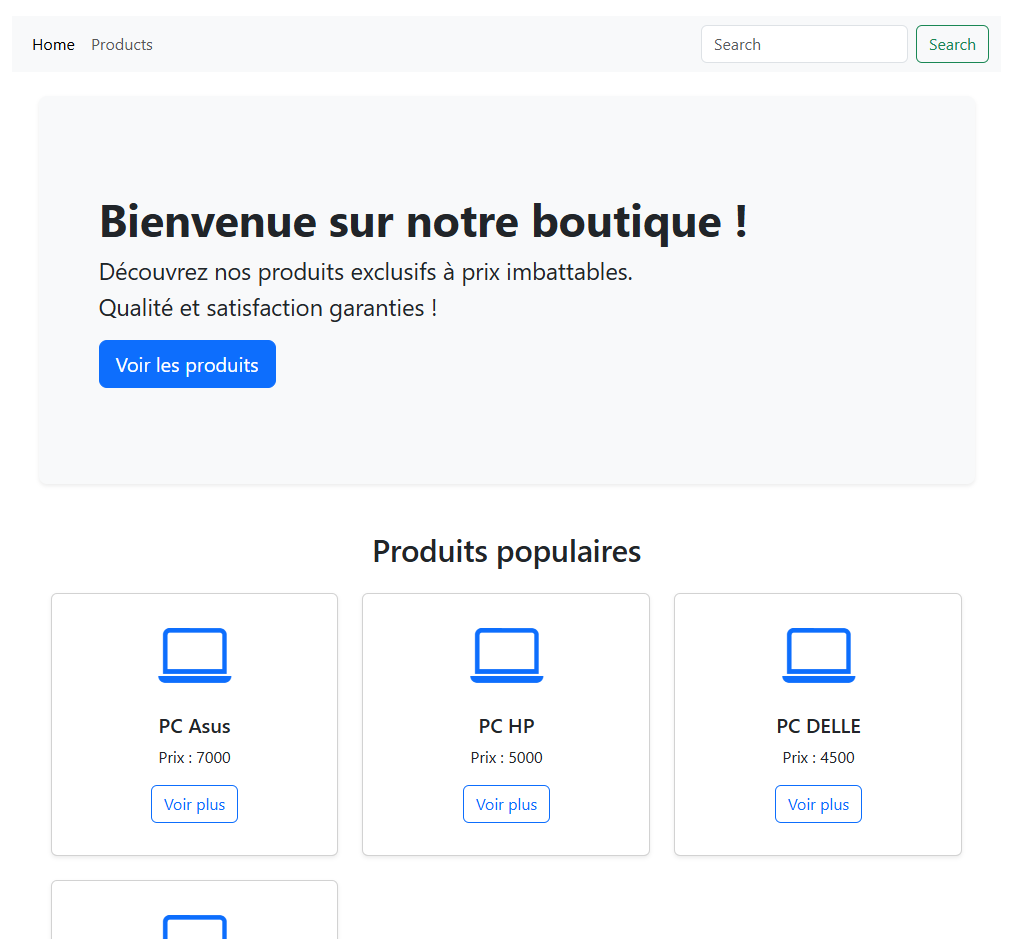 Home Products Search Search
Bienvenue sur notre boutique !
Découvrez nos produits exclusifs à prix imbattables.
Qualité et satisfaction garanties !
Voir les produits
Produits populaires
PC Asus
Prix : 7000
Voir plus
PC HP
Prix : 5000
Voir plus
PC DELLE
Prix : 4500
Voir plus